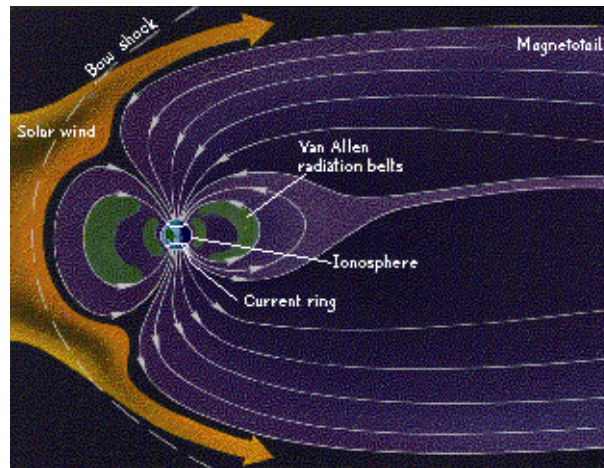 Bow shock
Magnetotail
Solar wind
Van Allen
radiation belts
Ionosphere
Current ring